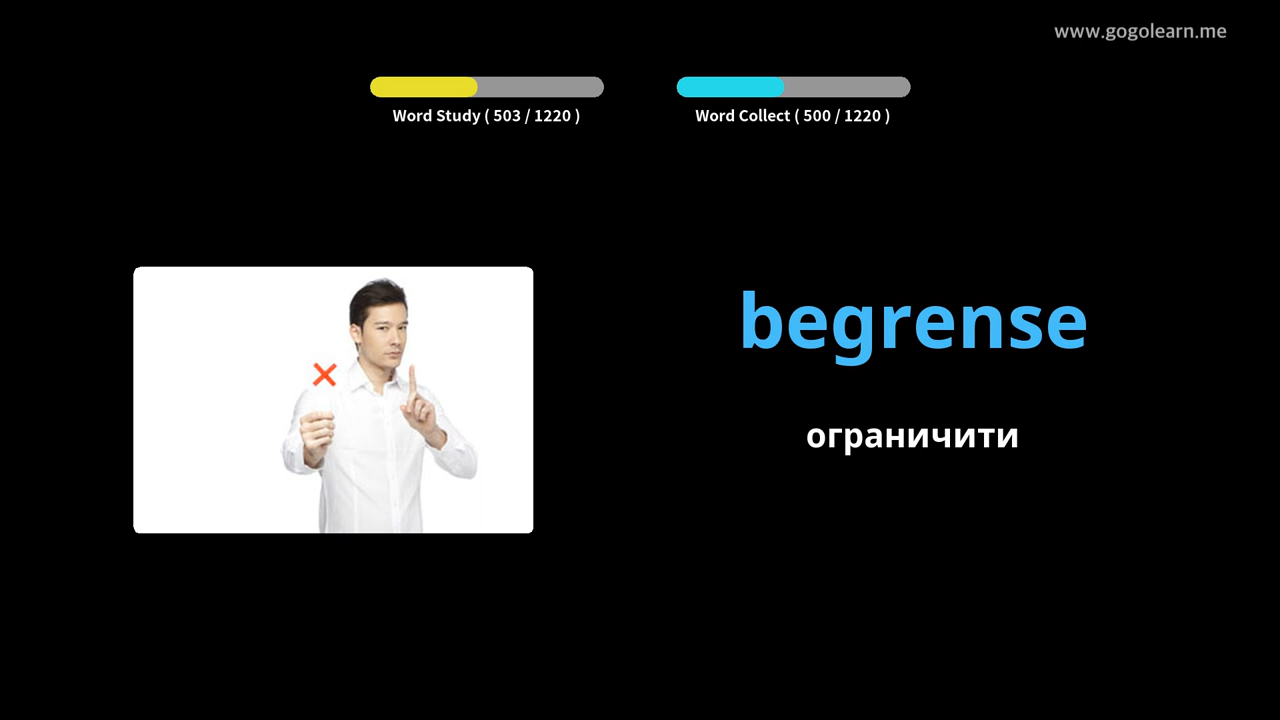 www.gogolearn.me
Word Study ( 503 / 1220 )
Word Collect ( 500 / 1220 )
begrense
ограничити